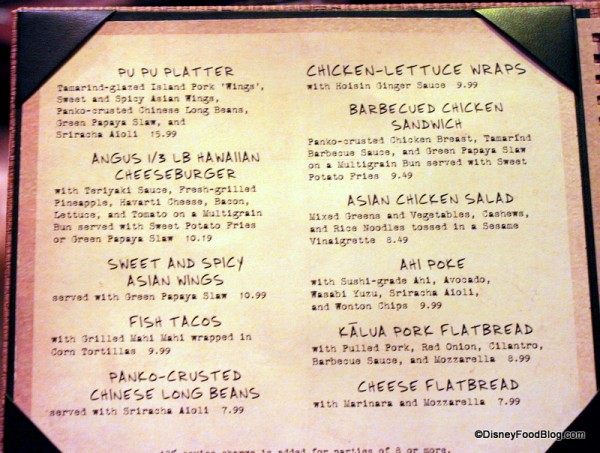 PU PU PLATTER
Tamarind-glazed Island Pork 'Wings',
Sweet and Spicy Asian Wings,
Panko-crusted Chinese Long Beans,
Green Papaya Slaw, and
Sriracha Aioli 15.99
ANGUS 1/3 LB HAWAIIAN
CHEESEBURGER
with Teriyaki Sauce, Fresh-grilled
Pineapple, Havarti Cheese, Bacon,
Lettuce, and Tomato on a Multigrain
Bun served with Sweet Potato Fries
or Green Papaya Slaw 10.19
SWEET AND SPICY
ASIAN WINGS
served with Green Papaya Slaw 10.99
FISH TACOS
with Grilled Mahi Mahi wrapped in
Corn Tortillas 9.99
PANKO-CRUSTED
CHINESE LONG BEANS
served with Sriracha Aioli 7.99
CHICKEN-LETTUCE WRAPS
with Hoisin Ginger Sauce 9.99
BARBECUED CHICKEN
SANDWICH
Panko-crusted Chicken Breast, Tamarind
Barbecue Sauce, and Green Papaya Slaw
on a Multigrain Bun served with Sweet
Potato Fries 9.49
ASIAN CHICKEN SALAD
Mixed Greens and Vegetables, Cashews,
and Rice Noodles tossed in a Sesame
Vinaigrette 8.49
AHI POKE
with Sushi-grade Ahi, Avocado,
Wasabi Yuzu, Sriracha Aioli,
and Wonton Chips 9.99
KĀLUA PORK FLATBREAD
with Pulled Pork, Red Onion, Cilantro,
Barbecue Sauce, and Mozzarella 8.99
CHEESE FLATBREAD
with Marinara and Mozzarella 7.99
service charge is added for parties of 8 or more.
©DisneyFoodBlog.com